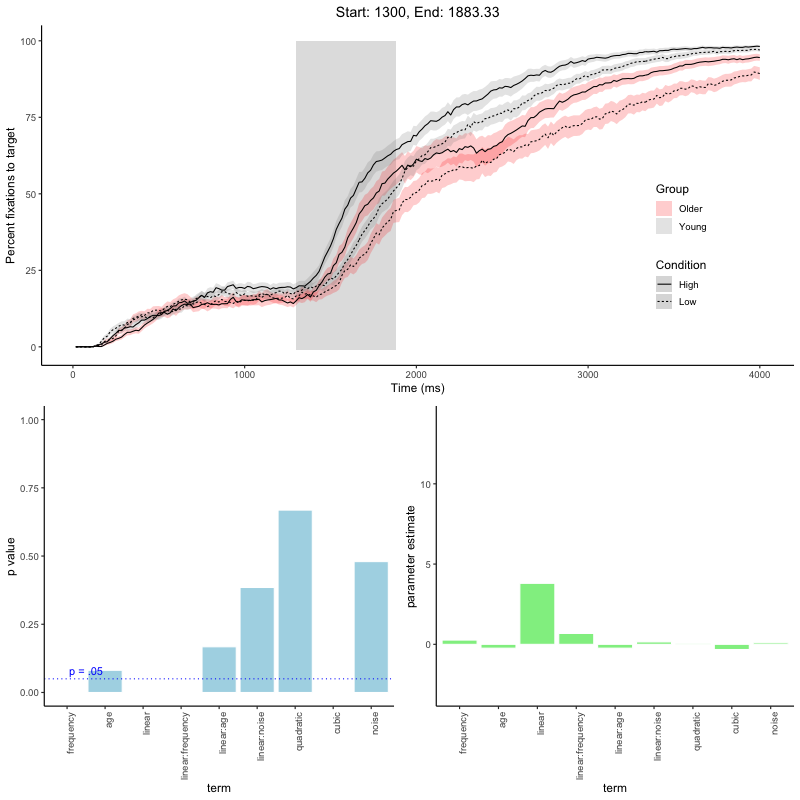 Start: 1300, End: 1883.33
Percent fixations to target
100
75
50
25
0
0
1000
2000
3000
4000
Time (ms)
Group
Older
Young
Condition
High
Low
p value
1.00
0.75
0.50
0.25
0.00
p = .05
frequency
age
linear
linear:frequency
linear:age
linear:noise
quadratic
cubic
noise
term
parameter estimate
10
5
0
frequency
age
linear
linear:frequency
linear:age
linear:noise
quadratic
cubic
noise
term